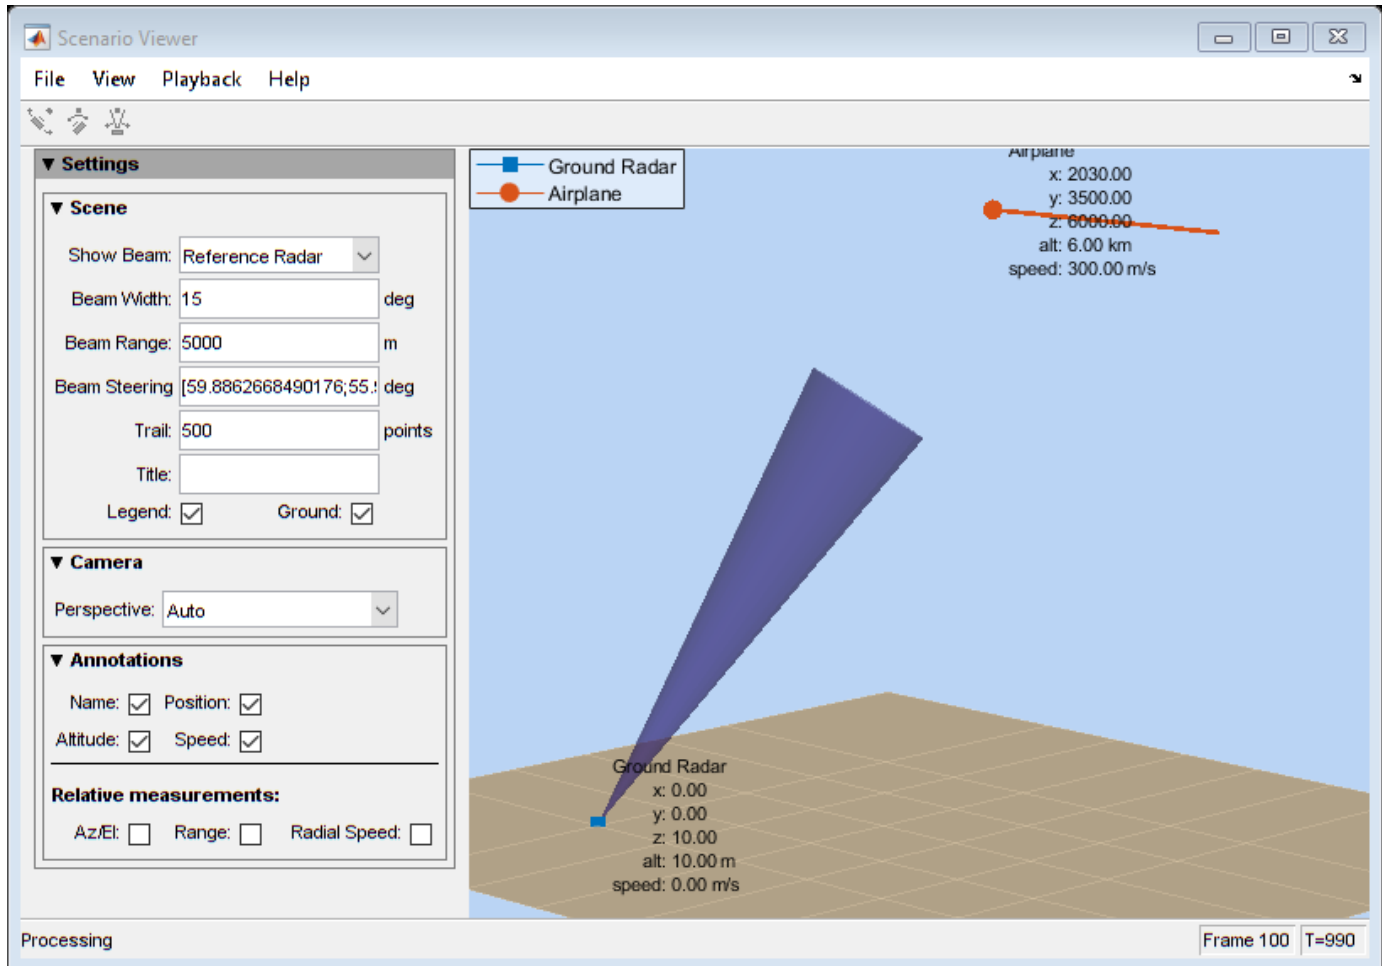 Scenario Viewer
File View Playback Help
▼ Settings
▼ Scene
Show Beam: Reference Radar
Beam Width: 15 deg
Beam Range: 5000 m
Beam Steering [59.8862668490176;55.9 deg
Trail: 500 points
Title:
Legend: Ground:
▼ Camera
Perspective: Auto
▼ Annotations
Name: Position:
Altitude: Speed:
Relative measurements:
Az/El: Range: Radial Speed:
Ground Radar
Airplane
Airplane
x: 2030.00
y: 3500.00
z: 6000.00
alt: 6.00 km
speed: 300.00 m/s
Ground Radar
x: 0.00
y: 0.00
z: 10.00
alt: 10.00 m
speed: 0.00 m/s
Processing
Frame 100 T=990